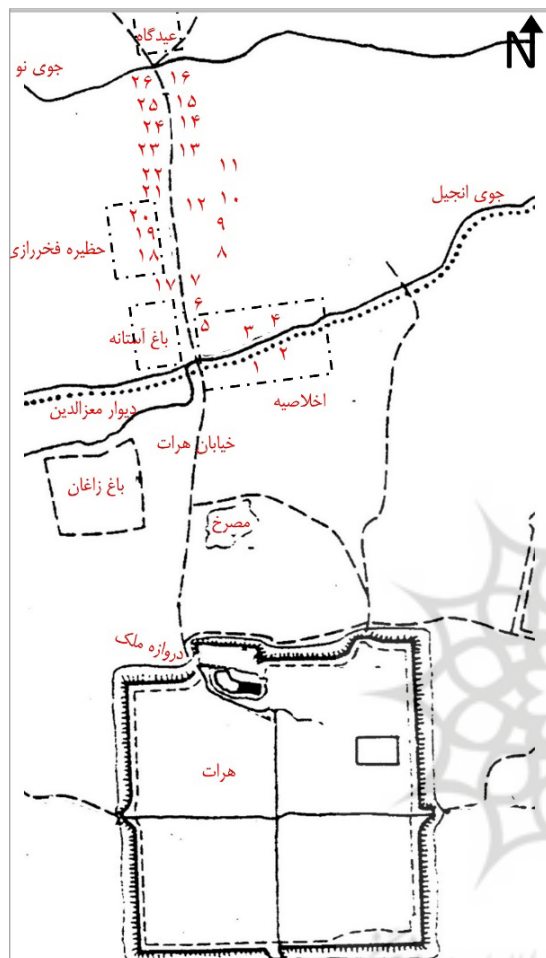 عیدگاه
N
جوی نو
۲۶ ۱۶
۲۵ ۱۵
۲۴ ۱۴
۲۳ ۱۳
۲۲ ۱۱
۲۱ ۱۲ ۱۰
جوی انجیل
۲۰ ۹
۱۹
حظیره فخررازی
۱۸ ۸
۱۷ ۷
۶
۵ ۳ ۴
باغ آستانه
۱ ۲
اخلاصیه
دیوار معزالدین
خیابان هرات
باغ زاغان
مصرخ
دروازه ملک
هرات